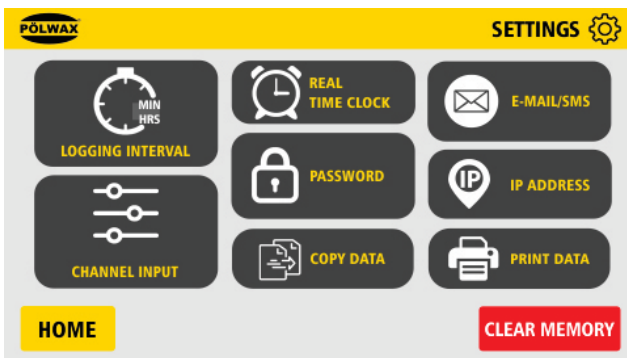 PÖLWAX
SETTINGS
MIN
HRS
LOGGING INTERVAL
REAL
TIME CLOCK
E-MAIL/SMS
PASSWORD
IP
IP ADDRESS
CHANNEL INPUT
COPY DATA
PRINT DATA
HOME
CLEAR MEMORY